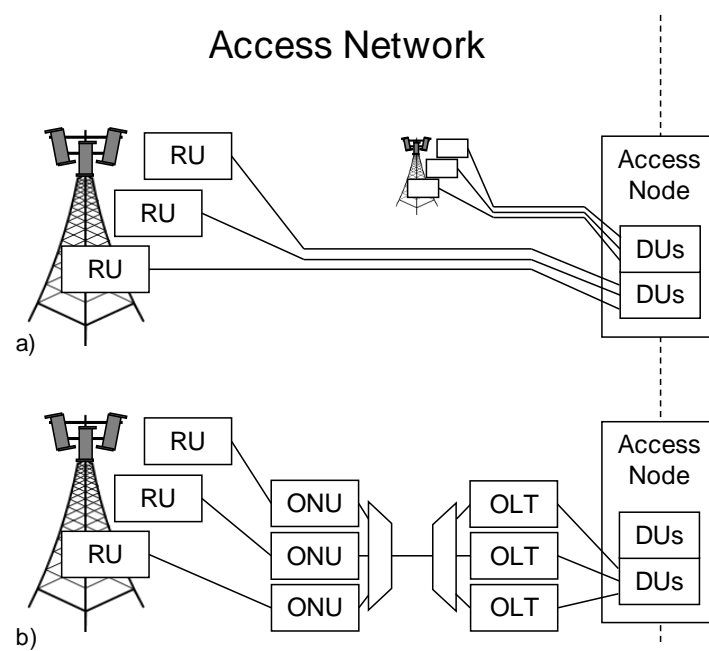 Access Network
RU
RU
RU
Access
Node
DUs
DUs
a)
RU
RU
RU
ONU
ONU
ONU
OLT
OLT
OLT
Access
Node
DUs
DUs
b)